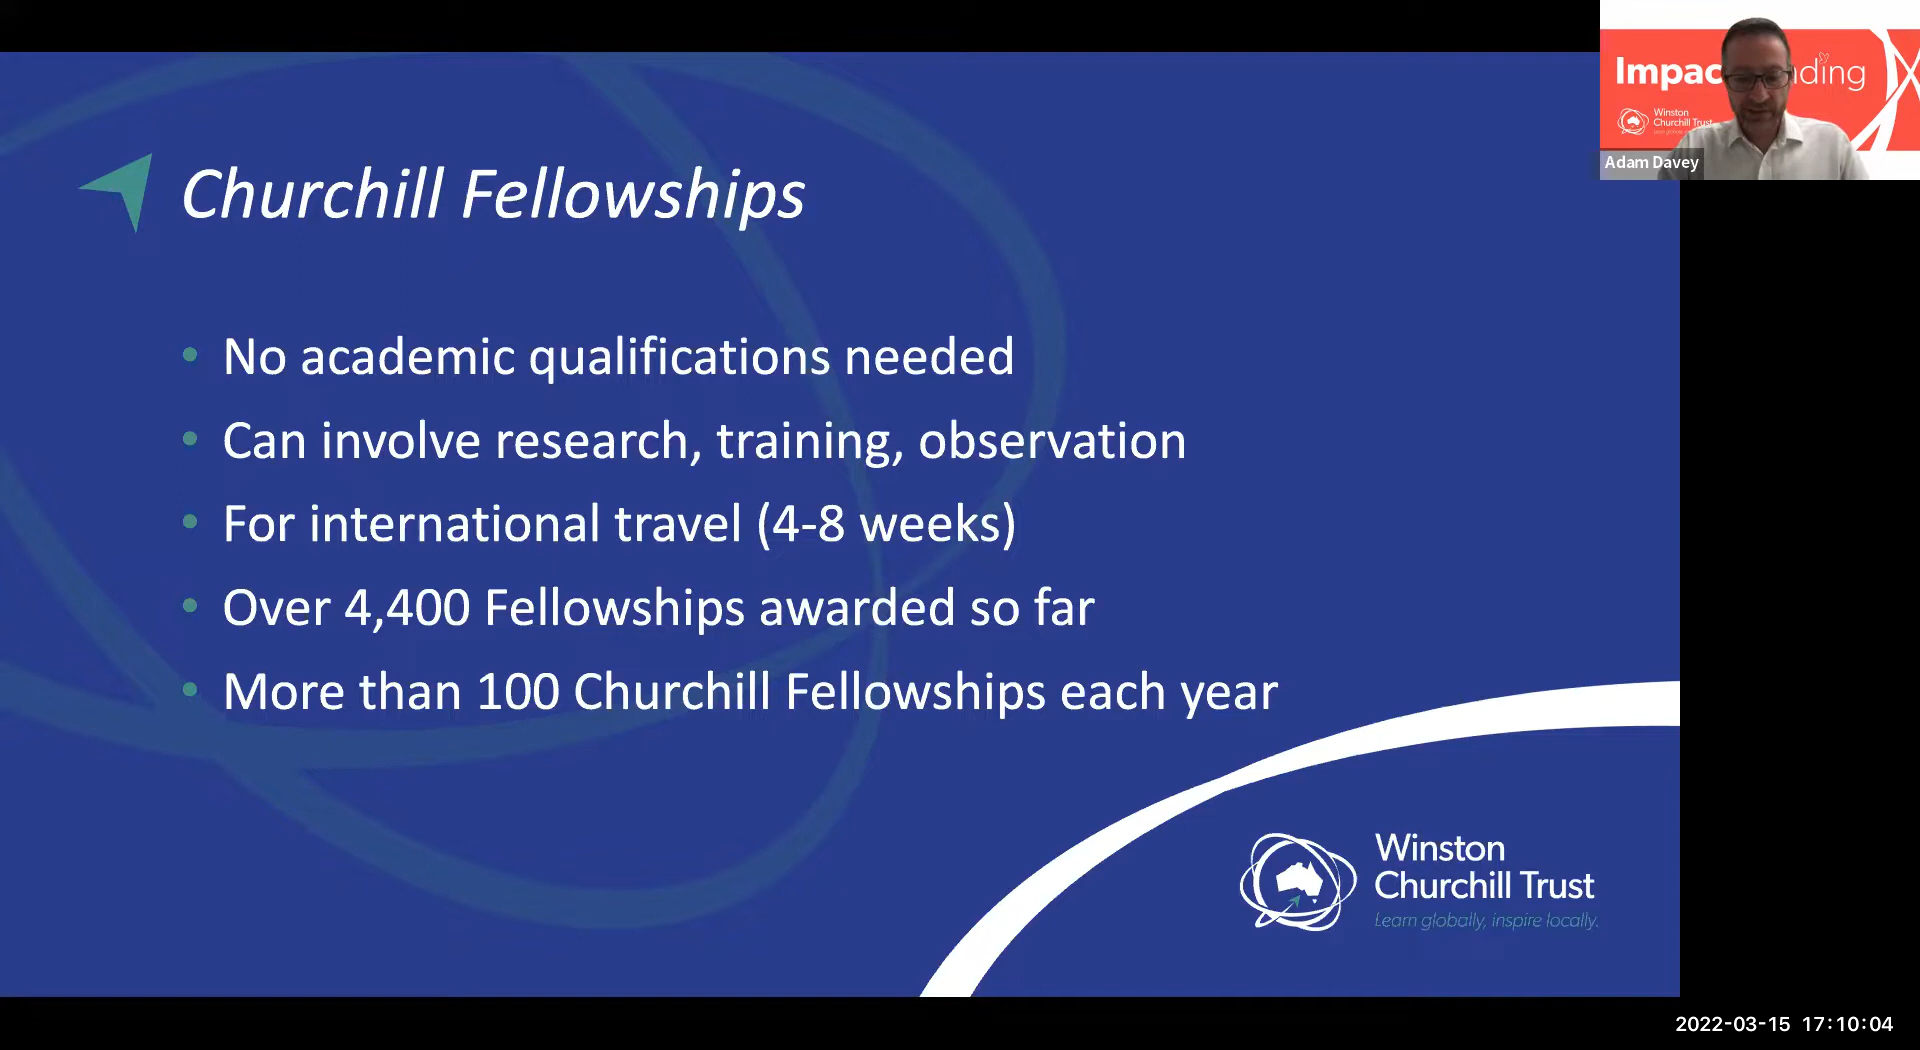 Churchill Fellowships
• No academic qualifications needed
• Can involve research, training, observation
• For international travel (4-8 weeks)
• Over 4,400 Fellowships awarded so far
• More than 100 Churchill Fellowships each year
Winston
Churchill Trust
Learn globally, inspire locally.
Impac
ding
Winston
Churchill Trust
Adam Davey
2022-03-15 17:10:04